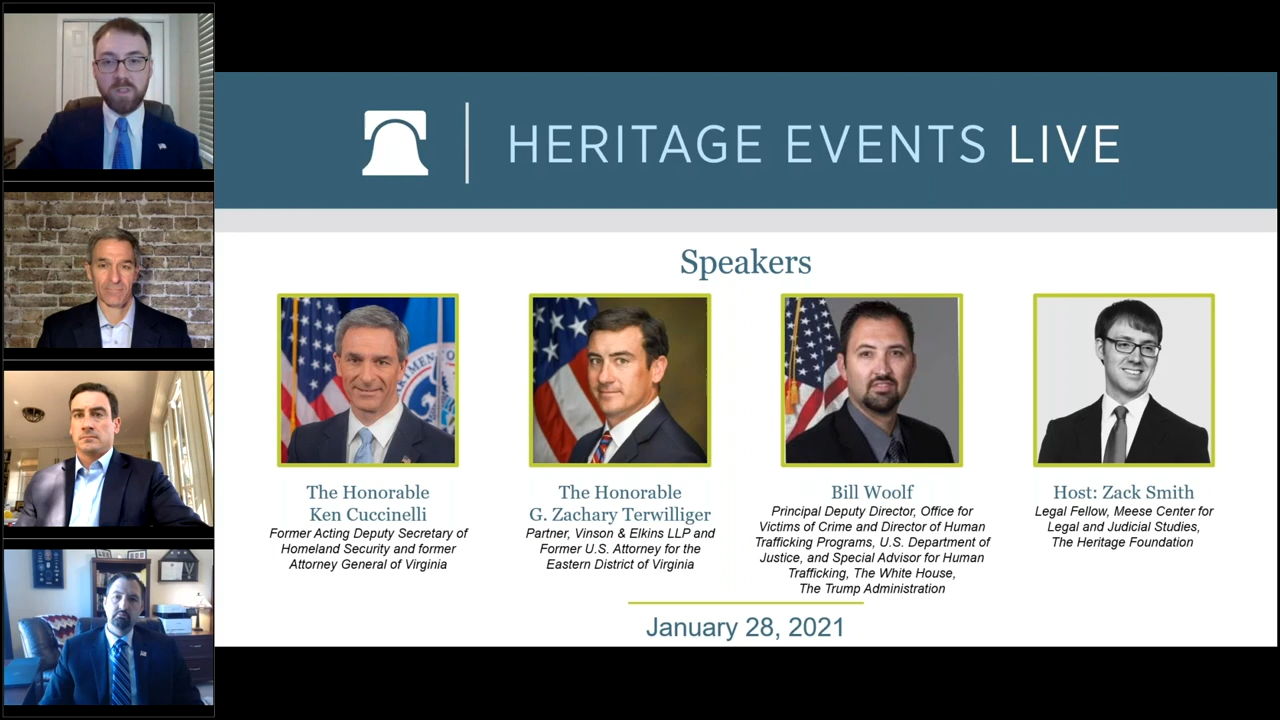 HERITAGE EVENTS LIVE
Speakers
The Honorable
Ken Cuccinelli
Former Acting Deputy Secretary of
Homeland Security and former
Attorney General of Virginia
The Honorable
G. Zachary Terwilliger
Partner, Vinson & Elkins LLP and
Former U.S. Attorney for the
Eastern District of Virginia
Bill Woolf
Principal Deputy Director, Office for
Victims of Crime and Director of Human
Trafficking Programs, U.S. Department of
Justice, and Special Advisor for Human
Trafficking, The White House,
The Trump Administration
Host: Zack Smith
Legal Fellow, Meese Center for
Legal and Judicial Studies,
The Heritage Foundation
January 28, 2021